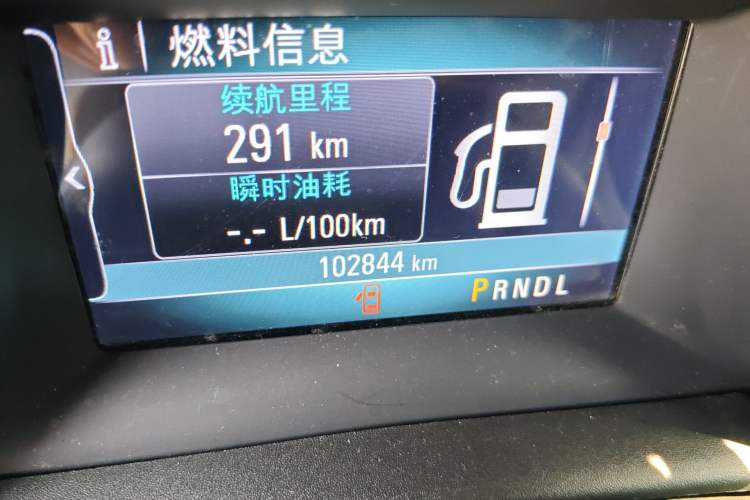 i 燃料信息
续航里程
291 km
瞬时油耗
-.- L/100km
102844 km
PRNDL